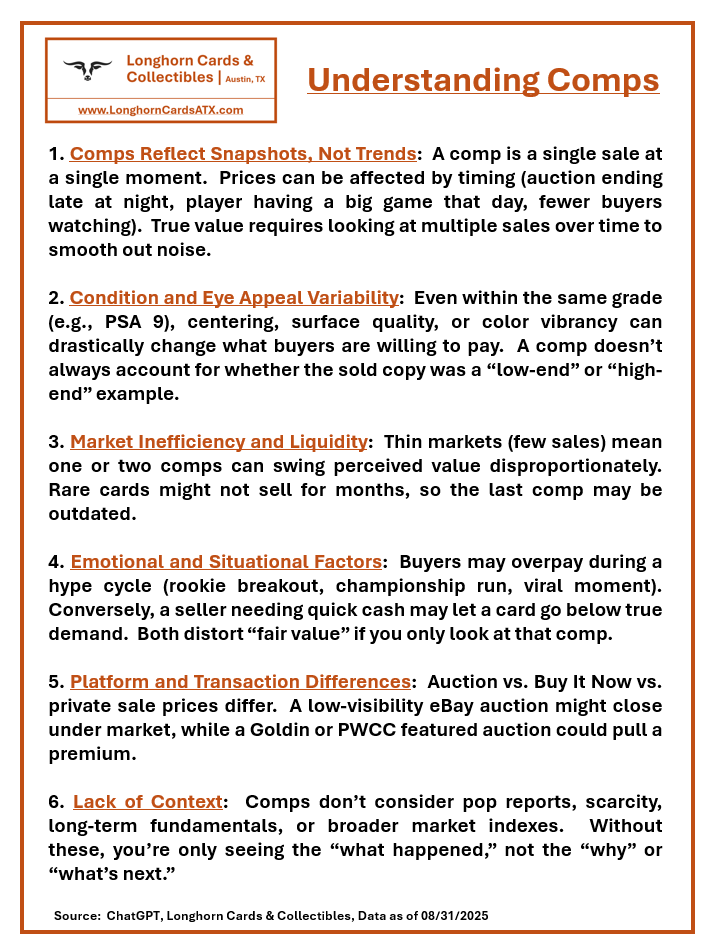 Longhorn Cards &
Collectibles | Austin, TX
www.LonghornCardsATX.com
Understanding Comps
1. Comps Reflect Snapshots, Not Trends:  A comp is a single sale at
a single moment.  Prices can be affected by timing (auction ending
late at night, player having a big game that day, fewer buyers
watching).  True value requires looking at multiple sales over time to
smooth out noise.
2. Condition and Eye Appeal Variability:  Even within the same grade
(e.g., PSA 9), centering, surface quality, or color vibrancy can
drastically change what buyers are willing to pay.  A comp doesn’t
always account for whether the sold copy was a “low-end” or “high-
end” example.
3. Market Inefficiency and Liquidity:  Thin markets (few sales) mean
one or two comps can swing perceived value disproportionately.
Rare cards might not sell for months, so the last comp may be
outdated.
4. Emotional and Situational Factors:  Buyers may overpay during a
hype cycle (rookie breakout, championship run, viral moment).
Conversely, a seller needing quick cash may let a card go below true
demand.  Both distort “fair value” if you only look at that comp.
5. Platform and Transaction Differences:  Auction vs. Buy It Now vs.
private sale prices differ.  A low-visibility eBay auction might close
under market, while a Goldin or PWCC featured auction could pull a
premium.
6. Lack of Context:  Comps don’t consider pop reports, scarcity,
long-term fundamentals, or broader market indexes.  Without
these, you’re only seeing the “what happened,” not the “why” or
“what’s next.”
Source:  ChatGPT, Longhorn Cards & Collectibles, Data as of 08/31/2025